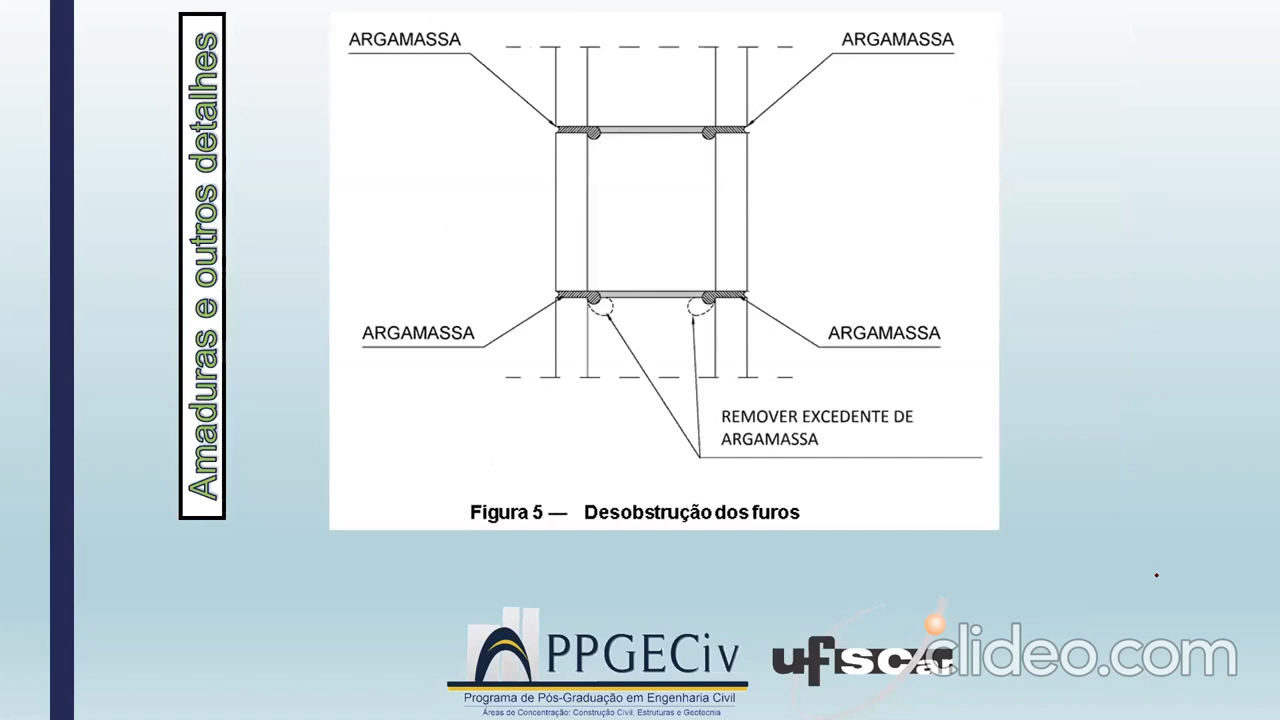 Amaduras e outros detalhes
ARGAMASSA
ARGAMASSA
ARGAMASSA
ARGAMASSA
REMOVER EXCEDENTE DE
ARGAMASSA
Figura 5 — Desobstrução dos furos
PPGECiv
Programa de Pós-Graduação em Engenharia Civil
Áreas de Concentração: Construção Civil, Estruturas e Geotecnia
ufscar
clideo.com